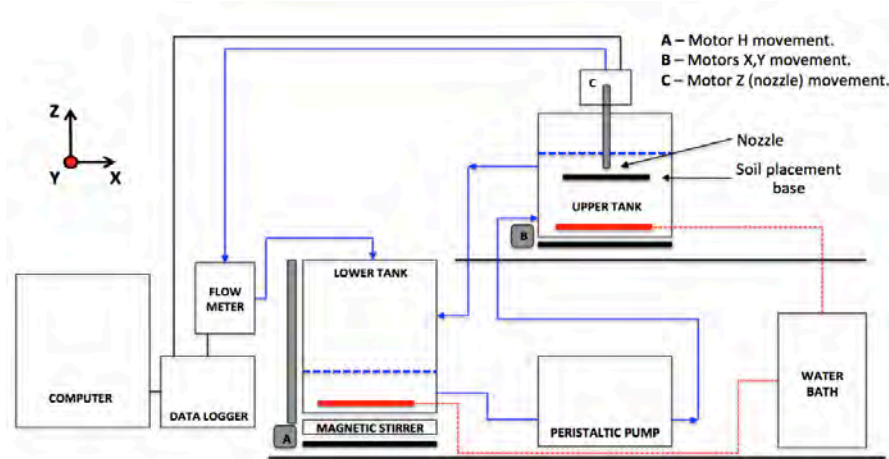 A – Motor H movement.
B – Motors X,Y movement.
C – Motor Z (nozzle) movement.
C
Z
Y
X
Nozzle
Soil placement
base
UPPER TANK
B
FLOW
METER
LOWER TANK
COMPUTER
DATA LOGGER
A
MAGNETIC STIRRER
PERISTALTIC PUMP
WATER
BATH